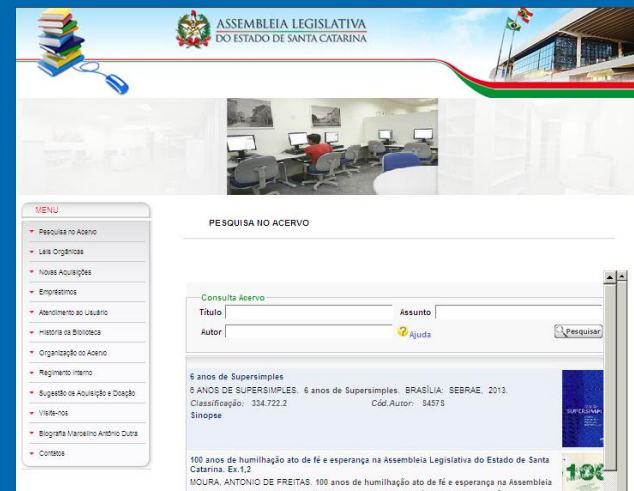 ASSEMBLEIA LEGISLATIVA
DO ESTADO DE SANTA CATARINA
MENU
Pesquisa no Acervo
Leis Orgânicas
Novas Aquisições
Empréstimos
Atendimento ao Usuário
História da Biblioteca
Organização do Acervo
Regimento Interno
Sugestão de Aquisição e Doação
Visite-nos
Biografia Marcelino Antônio Dutra
Contatos
PESQUISA NO ACERVO
Consulta Acervo
Título Assunto
Autor Ajuda Pesquisar
6 anos de Supersimples
6 ANOS DE SUPERSIMPLES. 6 anos de Supersimples. BRASÍLIA: SEBRAE, 2013.
Classificação: 334.722.2 Cód.Autor: S457S
Sinopse
100 anos de humilhação ato de fé e esperança na Assembleia Legislativa do Estado de Santa
Catarina. Ex.1,2
MOURA, ANTONIO DE FREITAS. 100 anos de humilhação ato de fé e esperança na Assembleia
100